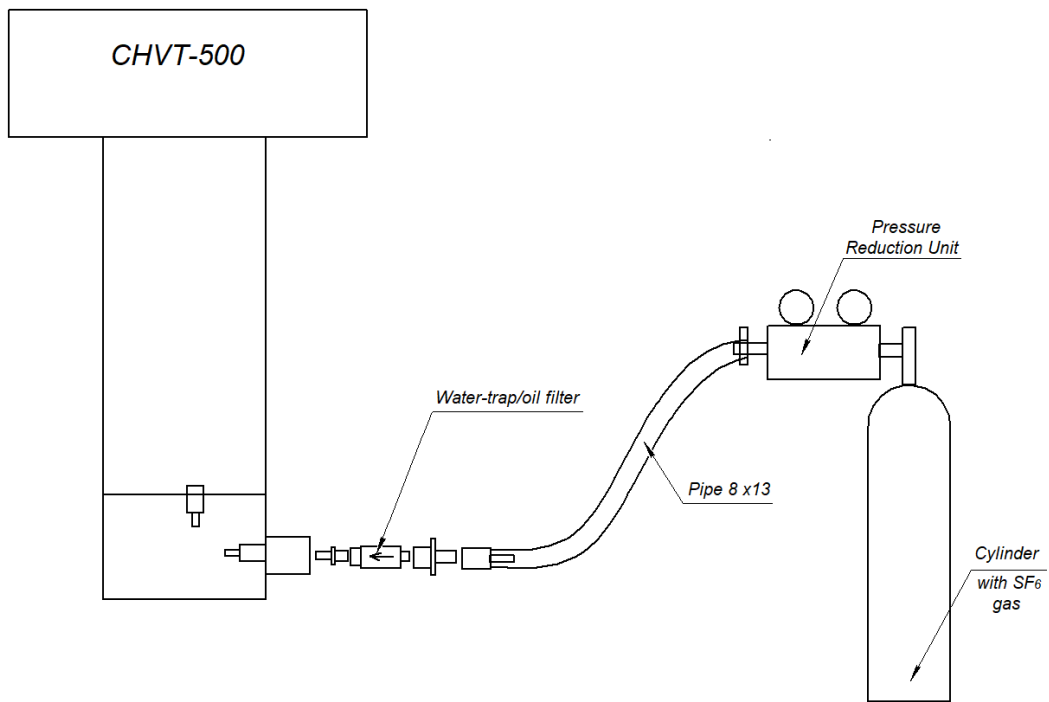 CHVT-500
Pressure
Reduction Unit
Water-trap/oil filter
Pipe 8 x13
Cylinder
with SF6
gas